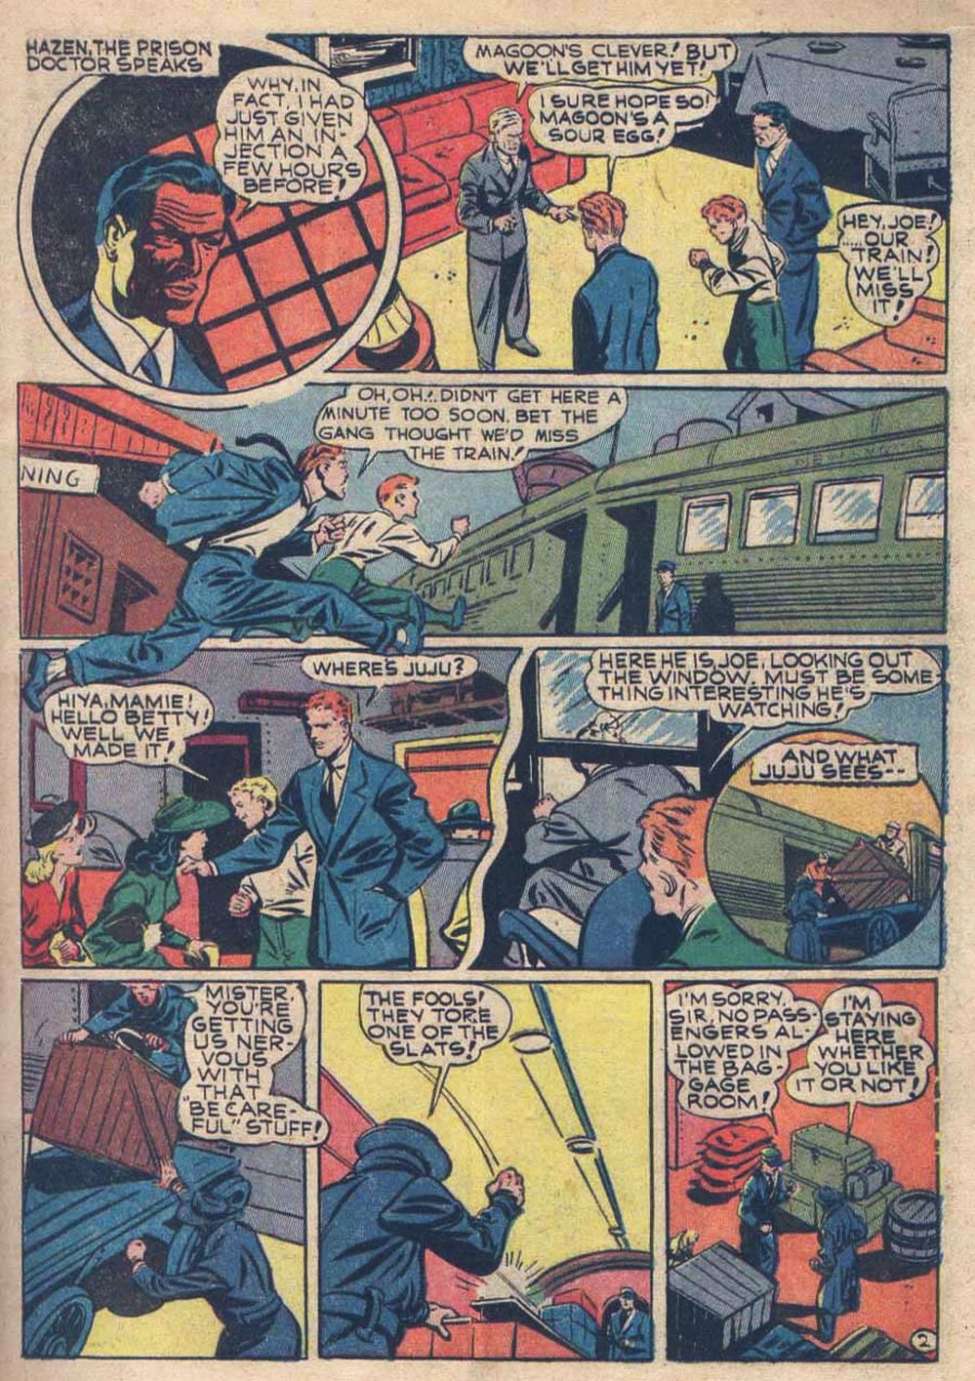 HAZEN, THE PRISON
DOCTOR SPEAKS
WHY, IN
FACT, I HAD
JUST GIVEN
HIM AN IN-
JECTION A
FEW HOURS
BEFORE!
MAGOON'S CLEVER! BUT
WE'LL GET HIM YET!
I SURE HOPE SO!
MAGOON'S A
SOUR EGG!
HEY, JOE!
.....OUR
TRAIN!
WE'LL
MISS
IT!
OH, OH!. DIDN'T GET HERE A
MINUTE TOO SOON. BET THE
GANG THOUGHT WE'D MISS
THE TRAIN!
NING
HIYA, MAMIE!
HELLO BETTY!
WELL WE
MADE IT!
WHERE'S JUJU?
HERE HE IS JOE, LOOKING OUT
THE WINDOW. MUST BE SOME-
THING INTERESTING HE'S
WATCHING!
AND WHAT
JUJU SEES--
MISTER,
YOU'RE
GETTING
US NER-
VOUS
WITH
THAT
"BE CARE-
FUL" STUFF!
THE FOOLS!
THEY TORE
ONE OF THE
SLATS!
I'M SORRY,
SIR, NO PASS-
ENGERS AL-
LOWED IN
THE BAG-
GAGE
ROOM!
I'M
STAYING
HERE
WHETHER
YOU LIKE
IT OR NOT!
2